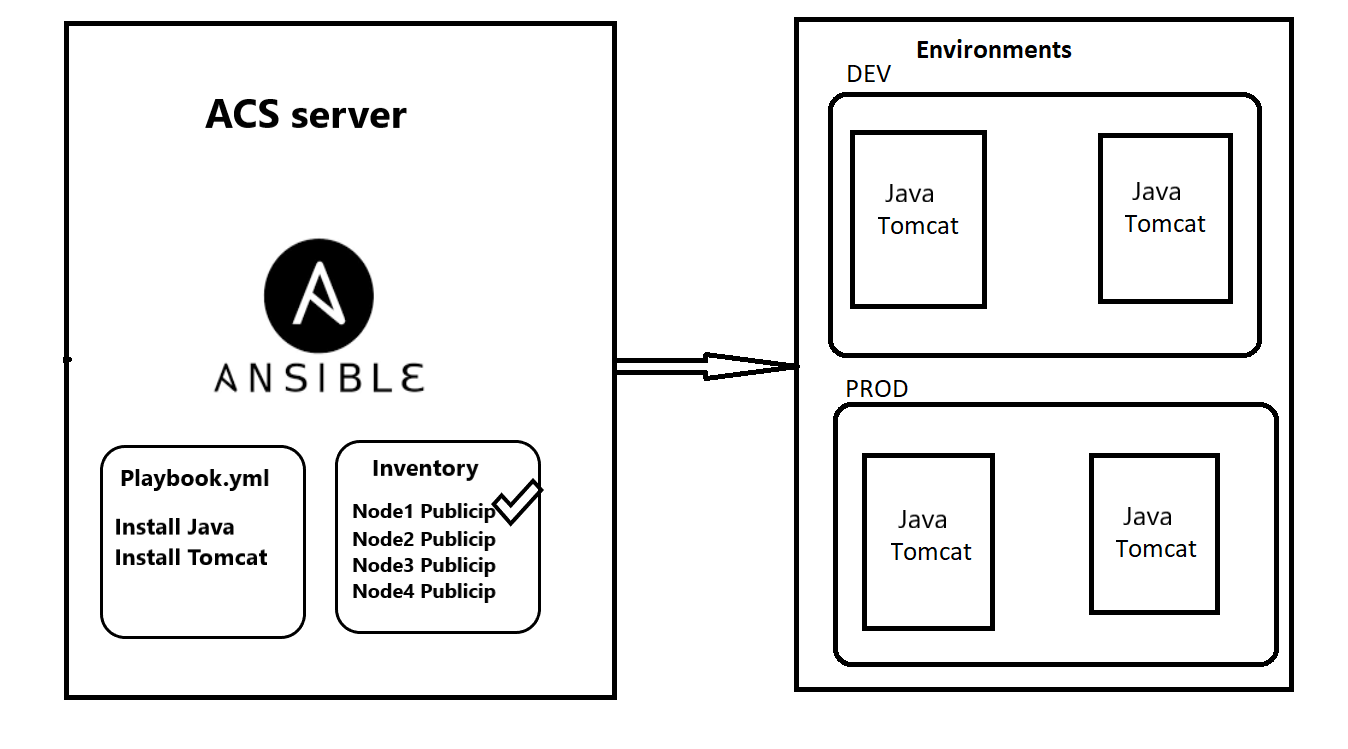 ACS server
ANSIBLE
Playbook.yml
Install Java
Install Tomcat
Inventory
Node1 Publicip
Node2 Publicip
Node3 Publicip
Node4 Publicip
Environments
DEV
Java
Tomcat
Java
Tomcat
PROD
Java
Tomcat
Java
Tomcat